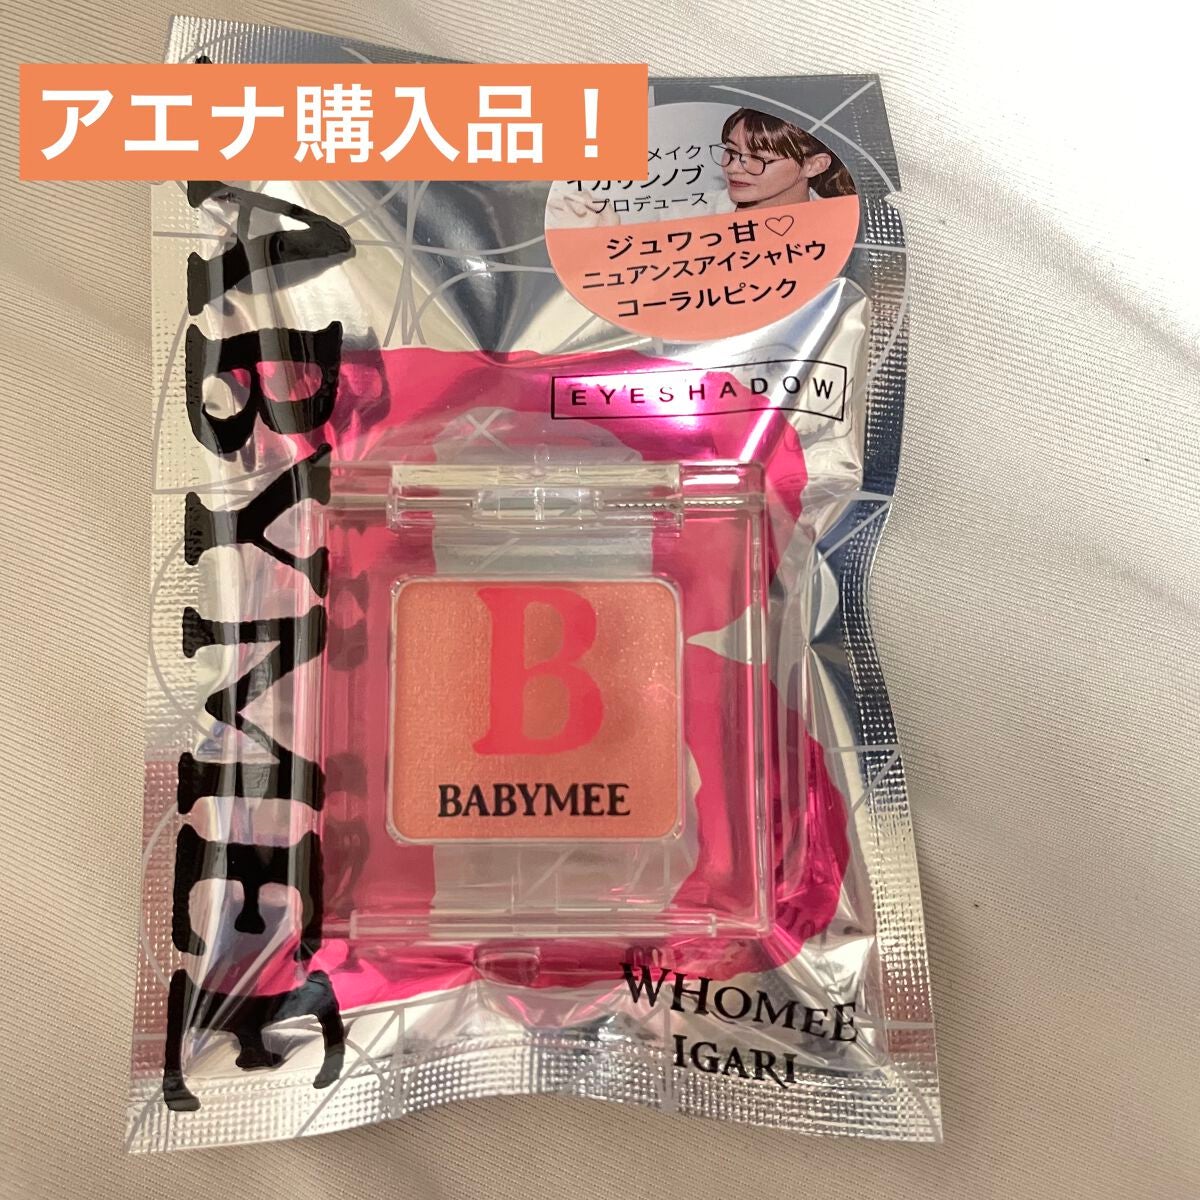 アエナ購入品！
メイク
イガリシノブ
プロデュース
ジュワっ甘♡
ニュアンスアイシャドウ
コーラルピンク
EYESHADOW
BABYMEE
B
BABYMEE
WHOMEE
IGARI